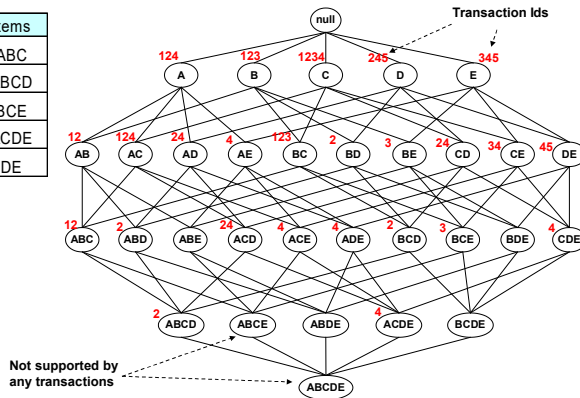 tems
ABC
BCD
BCE
CDE
DE
null
Transaction Ids
124
123
1234
245
345
A
B
C
D
E
12
124
24
4
123
2
3
24
34
45
AB
AC
AD
AE
BC
BD
BE
CD
CE
DE
12
2
24
4
4
2
3
4
ABC
ABD
ABE
ACD
ACE
ADE
BCD
BCE
BDE
CDE
2
4
ABCD
ABCE
ABDE
ACDE
BCDE
Not supported by
any transactions
ABCDE